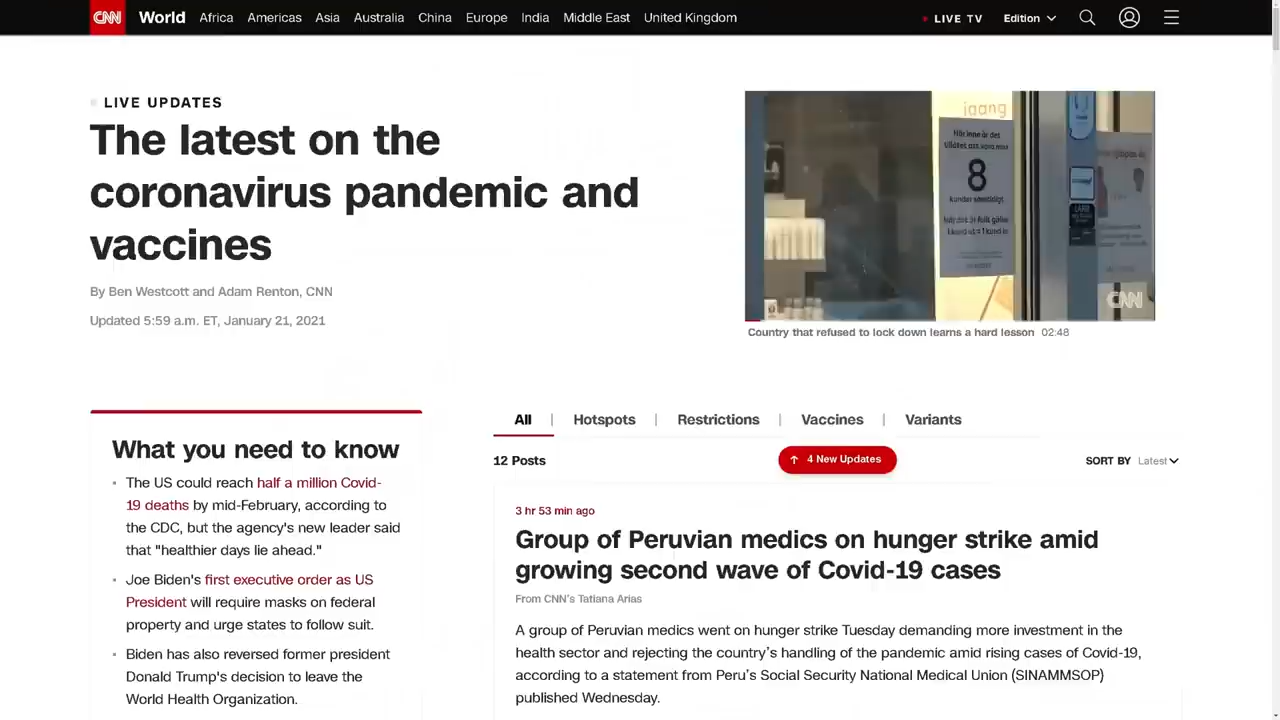 CNN World Africa Americas Asia Australia China Europe India Middle East United Kingdom LIVE TV Edition
LIVE UPDATES
The latest on the
coronavirus pandemic and
vaccines
By Ben Westcott and Adam Renton, CNN
Updated 5:59 a.m. ET, January 21, 2021
Här inne är det
8
kunder samtidigt
CNN
Country that refused to lock down learns a hard lesson 02:48
What you need to know
The US could reach half a million Covid-
19 deaths by mid-February, according to
the CDC, but the agency's new leader said
that "healthier days lie ahead."
Joe Biden's first executive order as US
President will require masks on federal
property and urge states to follow suit.
Biden has also reversed former president
Donald Trump's decision to leave the
World Health Organization.
All | Hotspots | Restrictions | Vaccines | Variants
12 Posts
↑ 4 New Updates
SORT BY Latest
3 hr 53 min ago
Group of Peruvian medics on hunger strike amid
growing second wave of Covid-19 cases
From CNN's Tatiana Arias
A group of Peruvian medics went on hunger strike Tuesday demanding more investment in the
health sector and rejecting the country's handling of the pandemic amid rising cases of Covid-19,
according to a statement from Peru's Social Security National Medical Union (SINAMMSOP)
published Wednesday.